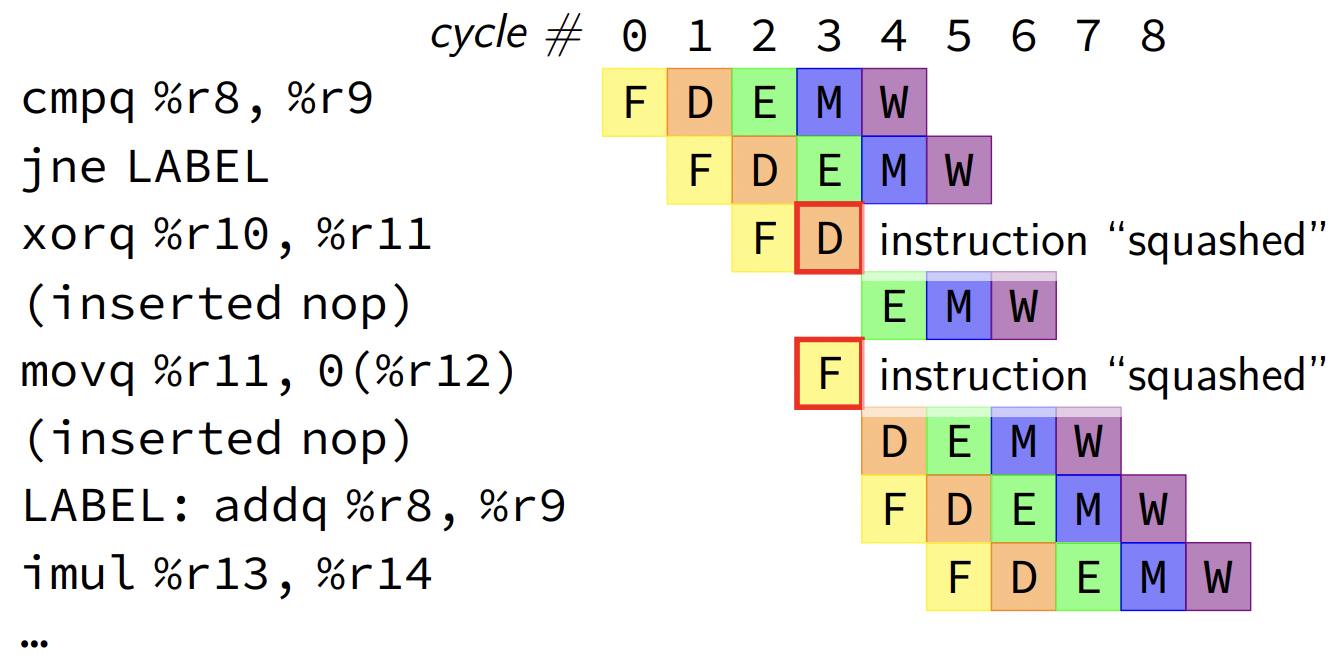 cycle # 0 1 2 3 4 5 6 7 8
cmpq %r8, %r9 F D E M W
jne LABEL F D E M W
xorq %r10, %r11 F D instruction “squashed”
(inserted nop) E M W
movq %r11, 0(%r12) F instruction “squashed”
(inserted nop) D E M W
LABEL: addq %r8, %r9 F D E M W
imul %r13, %r14 F D E M W
…